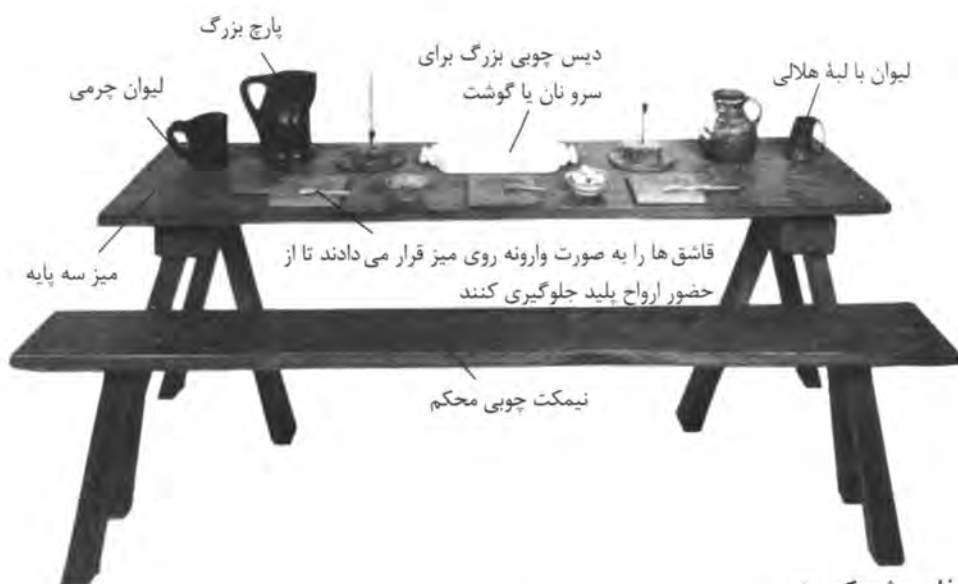 پارچ بزرگ
لیوان چرمی
دیس چوبی بزرگ برای
سرو نان یا گوشت
لیوان با لبهٔ هلالی
میز سه پایه
قاشق ها را به صورت وارونه روی میز قرار می دادند تا از
حضور ارواح پلید جلوگیری کنند
نیمکت چوبی محکم